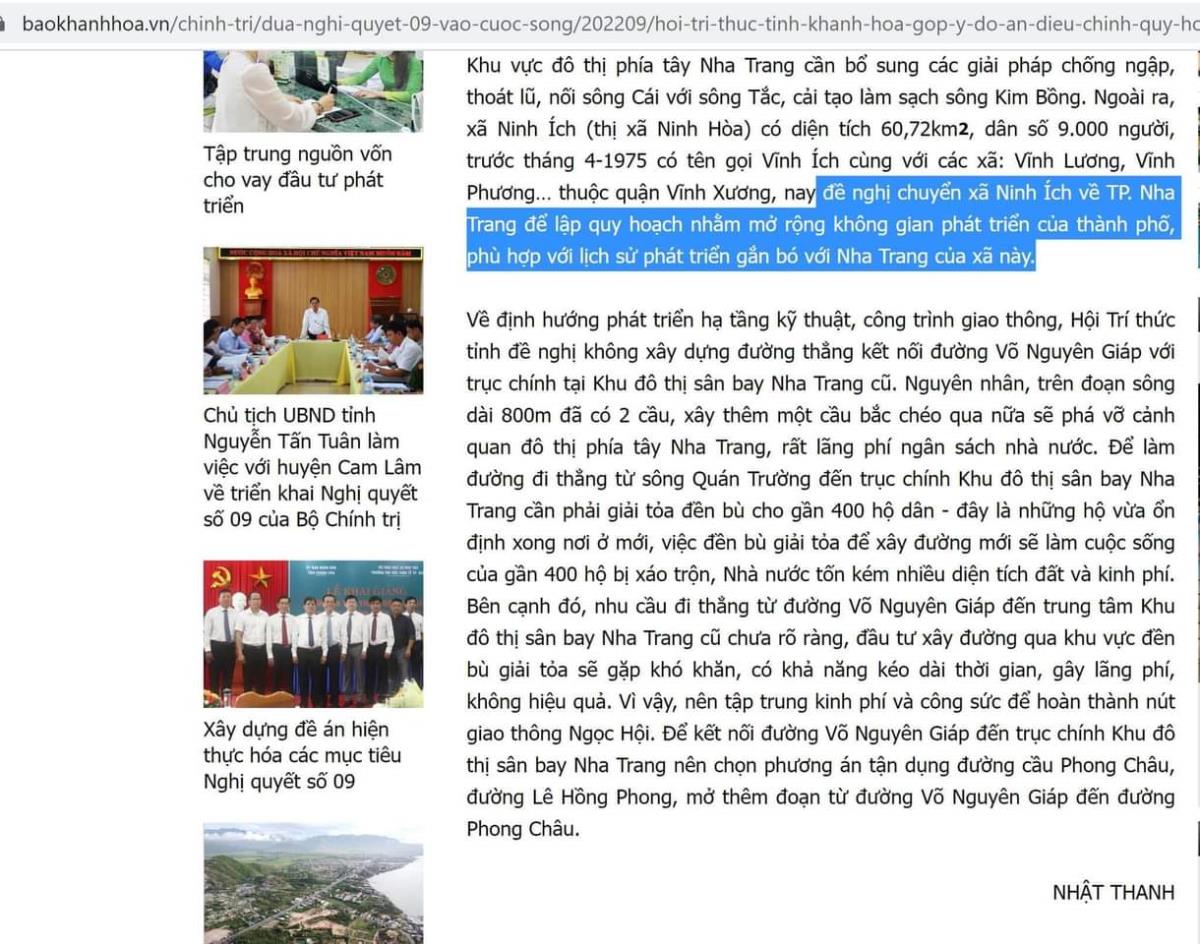 baokhanhhoa.vn/chinh-tri/dua-nghi-quyet-09-vao-cuoc-song/202209/hoi-tri-thuc-tinh-khanh-hoa-gop-y-do-an-dieu-chinh-quy-ho
Tập trung nguồn vốn
cho vay đầu tư phát
triển
NƯỚC CỘNG HÒA XÃ HỘI CHỦ NGHĨA VIỆT NAM
Chủ tịch UBND tỉnh
Nguyễn Tấn Tuân làm
việc với huyện Cam Lâm
về triển khai Nghị quyết
số 09 của Bộ Chính trị
LỄ KHAI GIẢNG
Xây dựng đề án hiện
thực hóa các mục tiêu
Nghị quyết số 09
Khu vực đô thị phía tây Nha Trang cần bổ sung các giải pháp chống ngập,
thoát lũ, nối sông Cái với sông Tắc, cải tạo làm sạch sông Kim Bồng. Ngoài ra,
xã Ninh Ích (thị xã Ninh Hòa) có diện tích 60,72km2, dân số 9.000 người,
trước tháng 4-1975 có tên gọi Vĩnh Ích cùng với các xã: Vĩnh Lương, Vĩnh
Phương... thuộc quận Vĩnh Xương, nay đề nghị chuyển xã Ninh Ích về TP. Nha
Trang để lập quy hoạch nhằm mở rộng không gian phát triển của thành phố,
phù hợp với lịch sử phát triển gắn bó với Nha Trang của xã này.
Về định hướng phát triển hạ tầng kỹ thuật, công trình giao thông, Hội Trí thức
tỉnh đề nghị không xây dựng đường thẳng kết nối đường Võ Nguyên Giáp với
trục chính tại Khu đô thị sân bay Nha Trang cũ. Nguyên nhân, trên đoạn sông
dài 800m đã có 2 cầu, xây thêm một cầu bắc chéo qua nữa sẽ phá vỡ cảnh
quan đô thị phía tây Nha Trang, rất lãng phí ngân sách nhà nước. Để làm
đường đi thẳng từ sông Quán Trường đến trục chính Khu đô thị sân bay Nha
Trang cần phải giải tỏa đền bù cho gần 400 hộ dân - đây là những hộ vừa ổn
định xong nơi ở mới, việc đền bù giải tỏa để xây đường mới sẽ làm cuộc sống
của gần 400 hộ bị xáo trộn, Nhà nước tốn kém nhiều diện tích đất và kinh phí.
Bên cạnh đó, nhu cầu đi thẳng từ đường Võ Nguyên Giáp đến trung tâm Khu
đô thị sân bay Nha Trang cũ chưa rõ ràng, đầu tư xây đường qua khu vực đền
bù giải tỏa sẽ gặp khó khăn, có khả năng kéo dài thời gian, gây lãng phí,
không hiệu quả. Vì vậy, nên tập trung kinh phí và công sức để hoàn thành nút
giao thông Ngọc Hội. Để kết nối đường Võ Nguyên Giáp đến trục chính Khu đô
thị sân bay Nha Trang nên chọn phương án tận dụng đường cầu Phong Châu,
đường Lê Hồng Phong, mở thêm đoạn từ đường Võ Nguyên Giáp đến đường
Phong Châu.
NHẬT THANH